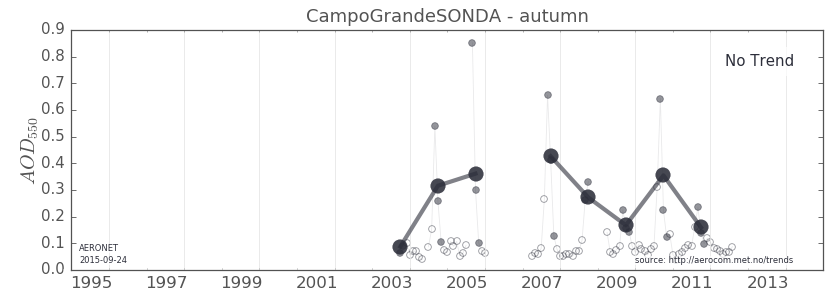 CampoGrandeSONDA - autumn
0.9
0.8
0.7
0.6
0.5
0.4
0.3
0.2
0.1
0.0
AOD550
No Trend
AERONET
2015-09-24
source: http://aerocom.met.no/trends
1995 1997 1999 2001 2003 2005 2007 2009 2011 2013